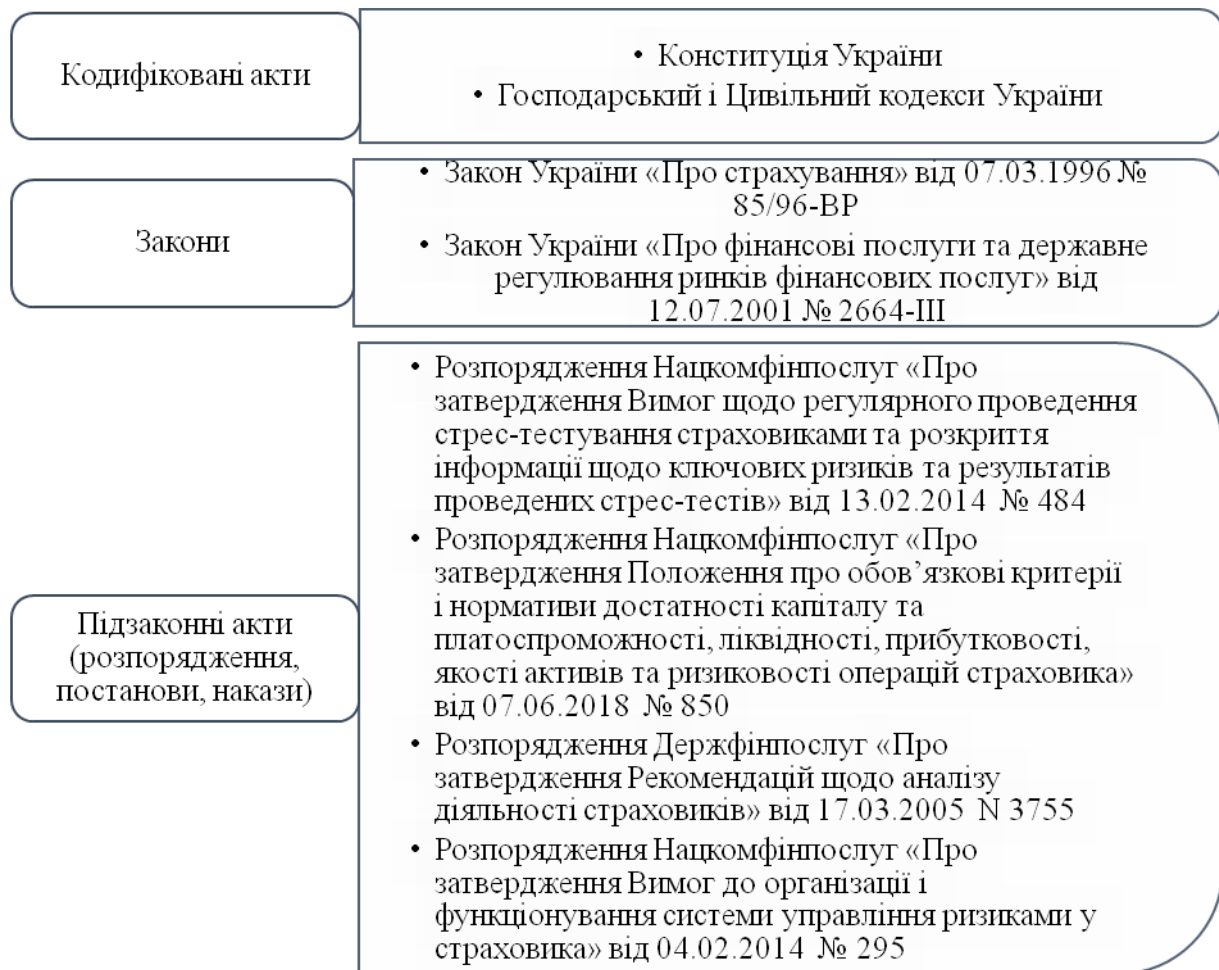 Кодифіковані акти
• Конституція України
• Господарський і Цивільний кодекси України
Закони
• Закон України «Про страхування» від 07.03.1996 №
85/96-ВР
• Закон України «Про фінансові послуги та державне
регулювання ринків фінансових послуг» від
12.07.2001 № 2664-III
Підзаконні акти
(розпорядження,
постанови, накази)
• Розпорядження Нацкомфінпослуг «Про
затвердження Вимог щодо регулярного проведення
стрес-тестування страховиками та розкриття
інформації щодо ключових ризиків та результатів
проведених стрес-тестів» від 13.02.2014 № 484
• Розпорядження Нацкомфінпослуг «Про
затвердження Положення про обов’язкові критерії
і нормативи достатності капіталу та
платоспроможності, ліквідності, прибутковості,
якості активів та ризиковості операцій страховика»
від 07.06.2018 № 850
• Розпорядження Держфінпослуг «Про
затвердження Рекомендацій щодо аналізу
діяльності страховиків» від 17.03.2005 N 3755
• Розпорядження Нацкомфінпослуг «Про
затвердження Вимог до організації і
функціонування системи управління ризиками у
страховика» від 04.02.2014 № 295